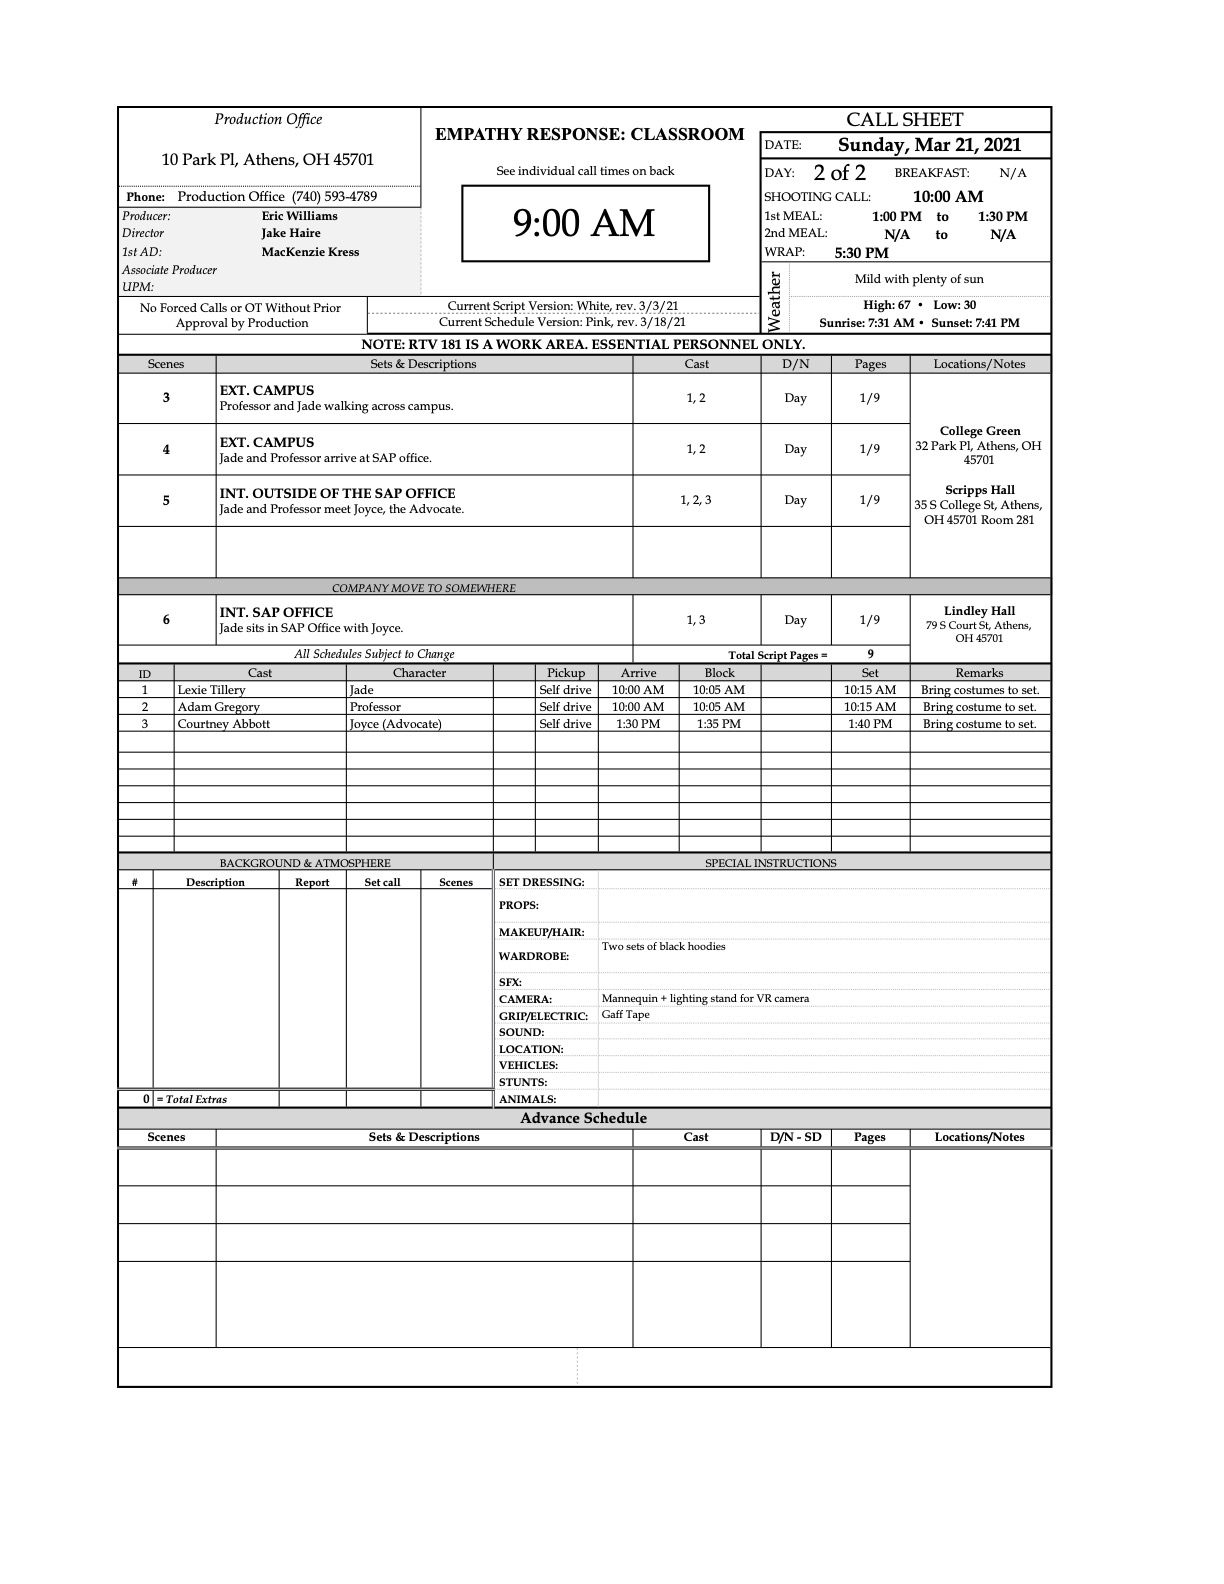 Production Office
10 Park Pl, Athens, OH 45701
Phone: Production Office (740) 593-4789
Producer: Eric Williams
Director Jake Haire
1st AD: MacKenzie Kress
Associate Producer
UPM:
No Forced Calls or OT Without Prior
Approval by Production
EMPATHY RESPONSE: CLASSROOM
See individual call times on back
9:00 AM
Current Script Version: White, rev. 3/3/21
Current Schedule Version: Pink, rev. 3/18/21
CALL SHEET
DATE: Sunday, Mar 21, 2021
DAY: 2 of 2 BREAKFAST: N/A
SHOOTING CALL: 10:00 AM
1st MEAL: 1:00 PM to 1:30 PM
2nd MEAL: N/A to N/A
WRAP: 5:30 PM
Weather
Mild with plenty of sun
High: 67 • Low: 30
Sunrise: 7:31 AM • Sunset: 7:41 PM
NOTE: RTV 181 IS A WORK AREA. ESSENTIAL PERSONNEL ONLY.
Scenes Sets & Descriptions Cast D/N Pages Locations/Notes
3 EXT. CAMPUS 1, 2 Day 1/9
Professor and Jade walking across campus.
4 EXT. CAMPUS 1, 2 Day 1/9
Jade and Professor arrive at SAP office.
5 INT. OUTSIDE OF THE SAP OFFICE 1, 2, 3 Day 1/9
Jade and Professor meet Joyce, the Advocate.
College Green
32 Park Pl, Athens, OH
45701
Scripps Hall
35 S College St, Athens,
OH 45701 Room 281
COMPANY MOVE TO SOMEWHERE
6 INT. SAP OFFICE 1, 3 Day 1/9
Jade sits in SAP Office with Joyce.
Lindley Hall
79 S Court St, Athens,
OH 45701
All Schedules Subject to Change Total Script Pages = 9
ID Cast Character Pickup Arrive Block Set Remarks
1 Lexie Tillery Jade Self drive 10:00 AM 10:05 AM 10:15 AM Bring costumes to set.
2 Adam Gregory Professor Self drive 10:00 AM 10:05 AM 10:15 AM Bring costume to set.
3 Courtney Abbott Joyce (Advocate) Self drive 1:30 PM 1:35 PM 1:40 PM Bring costume to set.
BACKGROUND & ATMOSPHERE
# Description Report Set call Scenes
0 = Total Extras
SPECIAL INSTRUCTIONS
SET DRESSING:
PROPS:
MAKEUP/HAIR:
WARDROBE: Two sets of black hoodies
SFX:
CAMERA: Mannequin + lighting stand for VR camera
GRIP/ELECTRIC: Gaff Tape
SOUND:
LOCATION:
VEHICLES:
STUNTS:
ANIMALS:
Advance Schedule
Scenes Sets & Descriptions Cast D/N - SD Pages Locations/Notes